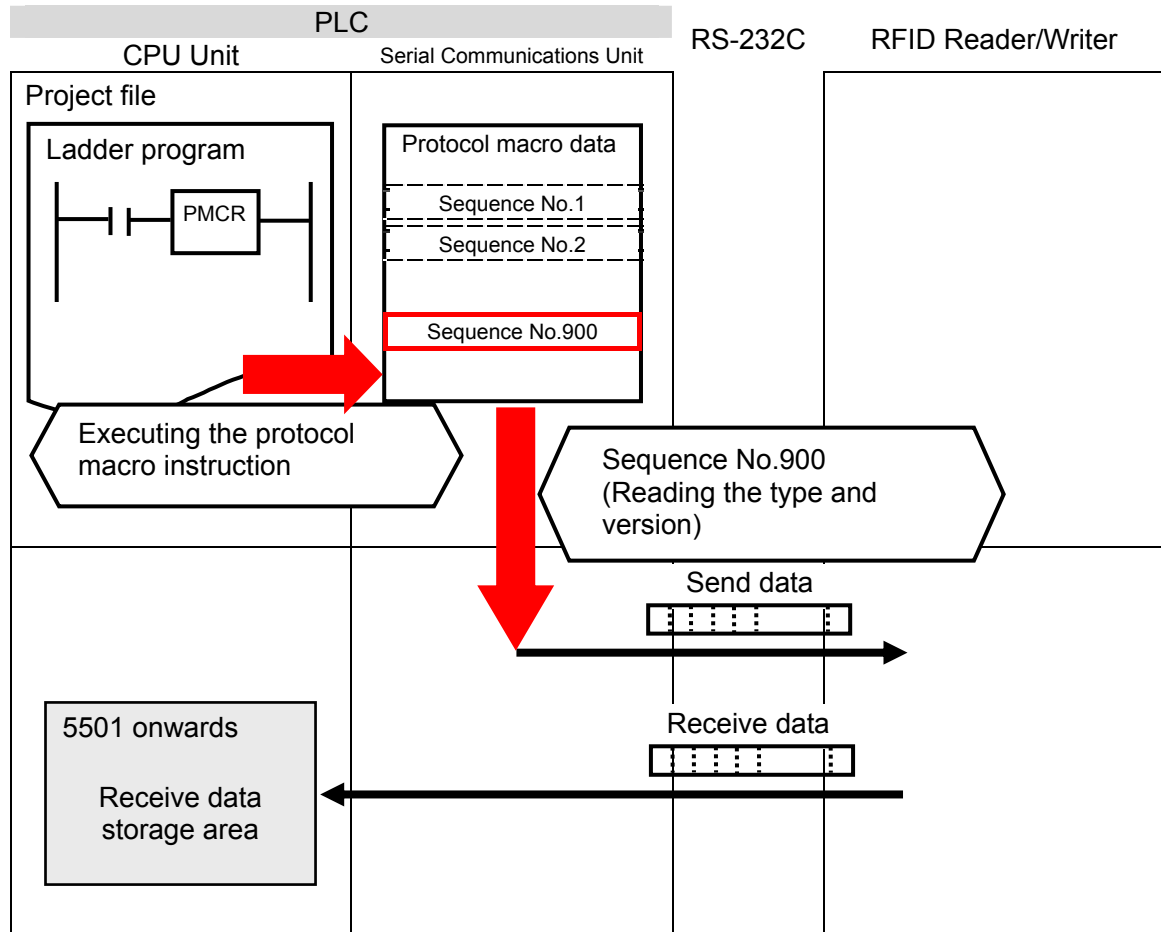 PLC
CPU Unit
Serial Communications Unit
RS-232C
RFID Reader/Writer
Project file
Ladder program
PMCR
Protocol macro data
Sequence No.1
Sequence No.2
Sequence No.900
Executing the protocol
macro instruction
Sequence No.900
(Reading the type and
version)
Send data
Receive data
5501 onwards
Receive data
storage area